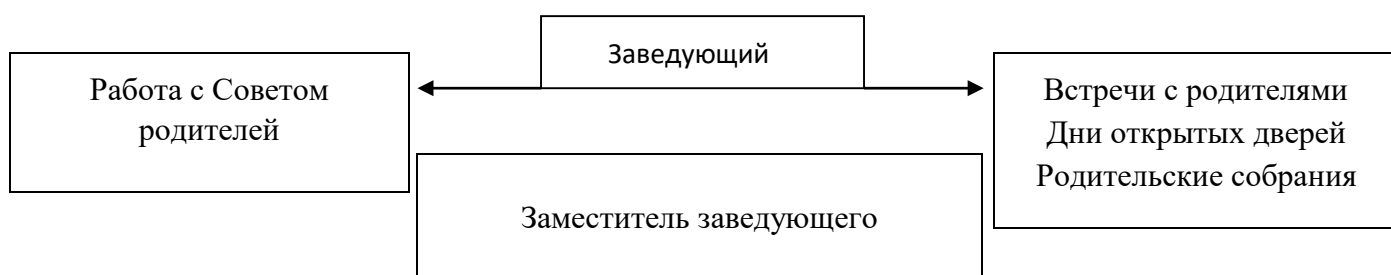 Заведующий
Работа с Советом
родителей
Встречи с родителями
Дни открытых дверей
Родительские собрания
Заместитель заведующего